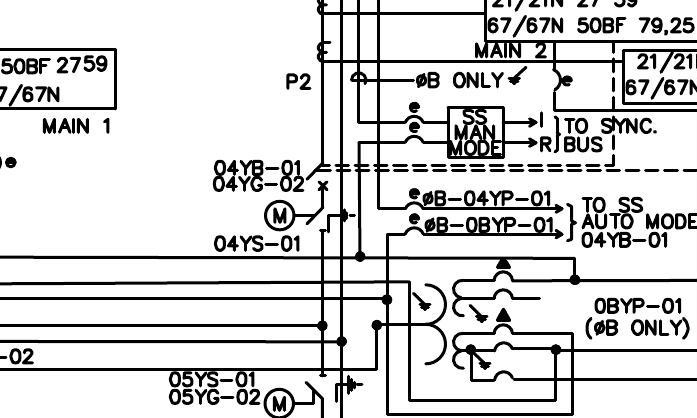 21/21N 27 59
67/67N 50BF 79,25
MAIN 2
50BF 2759
7/67N
MAIN 1
21/21
67/67N
P2
ØB ONLY
e
e
SS
MAN
MODE
I
R
TO SYNC.
BUS
e
e
04YB-01
04YG-02
M
04YS-01
e
ØB-04YP-01
e
ØB-0BYP-01
TO SS
AUTO MODE
04YB-01
0BYP-01
(ØB ONLY)
-02
05YS-01
05YG-02
M